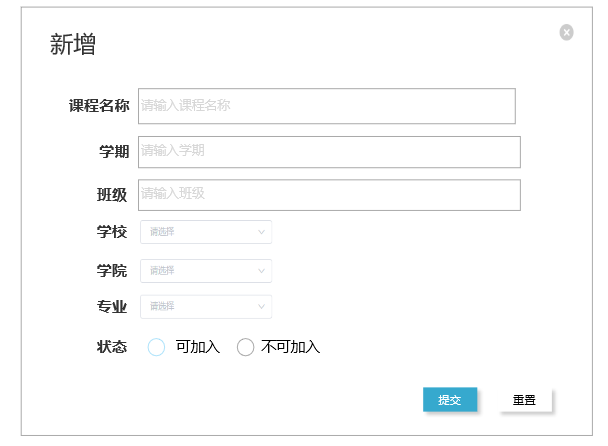 新增
课程名称 请输入课程名称
学期 请输入学期
班级 请输入班级
学校 请选择
学院 请选择
专业 请选择
状态 可加入 不可加入
提交 重置